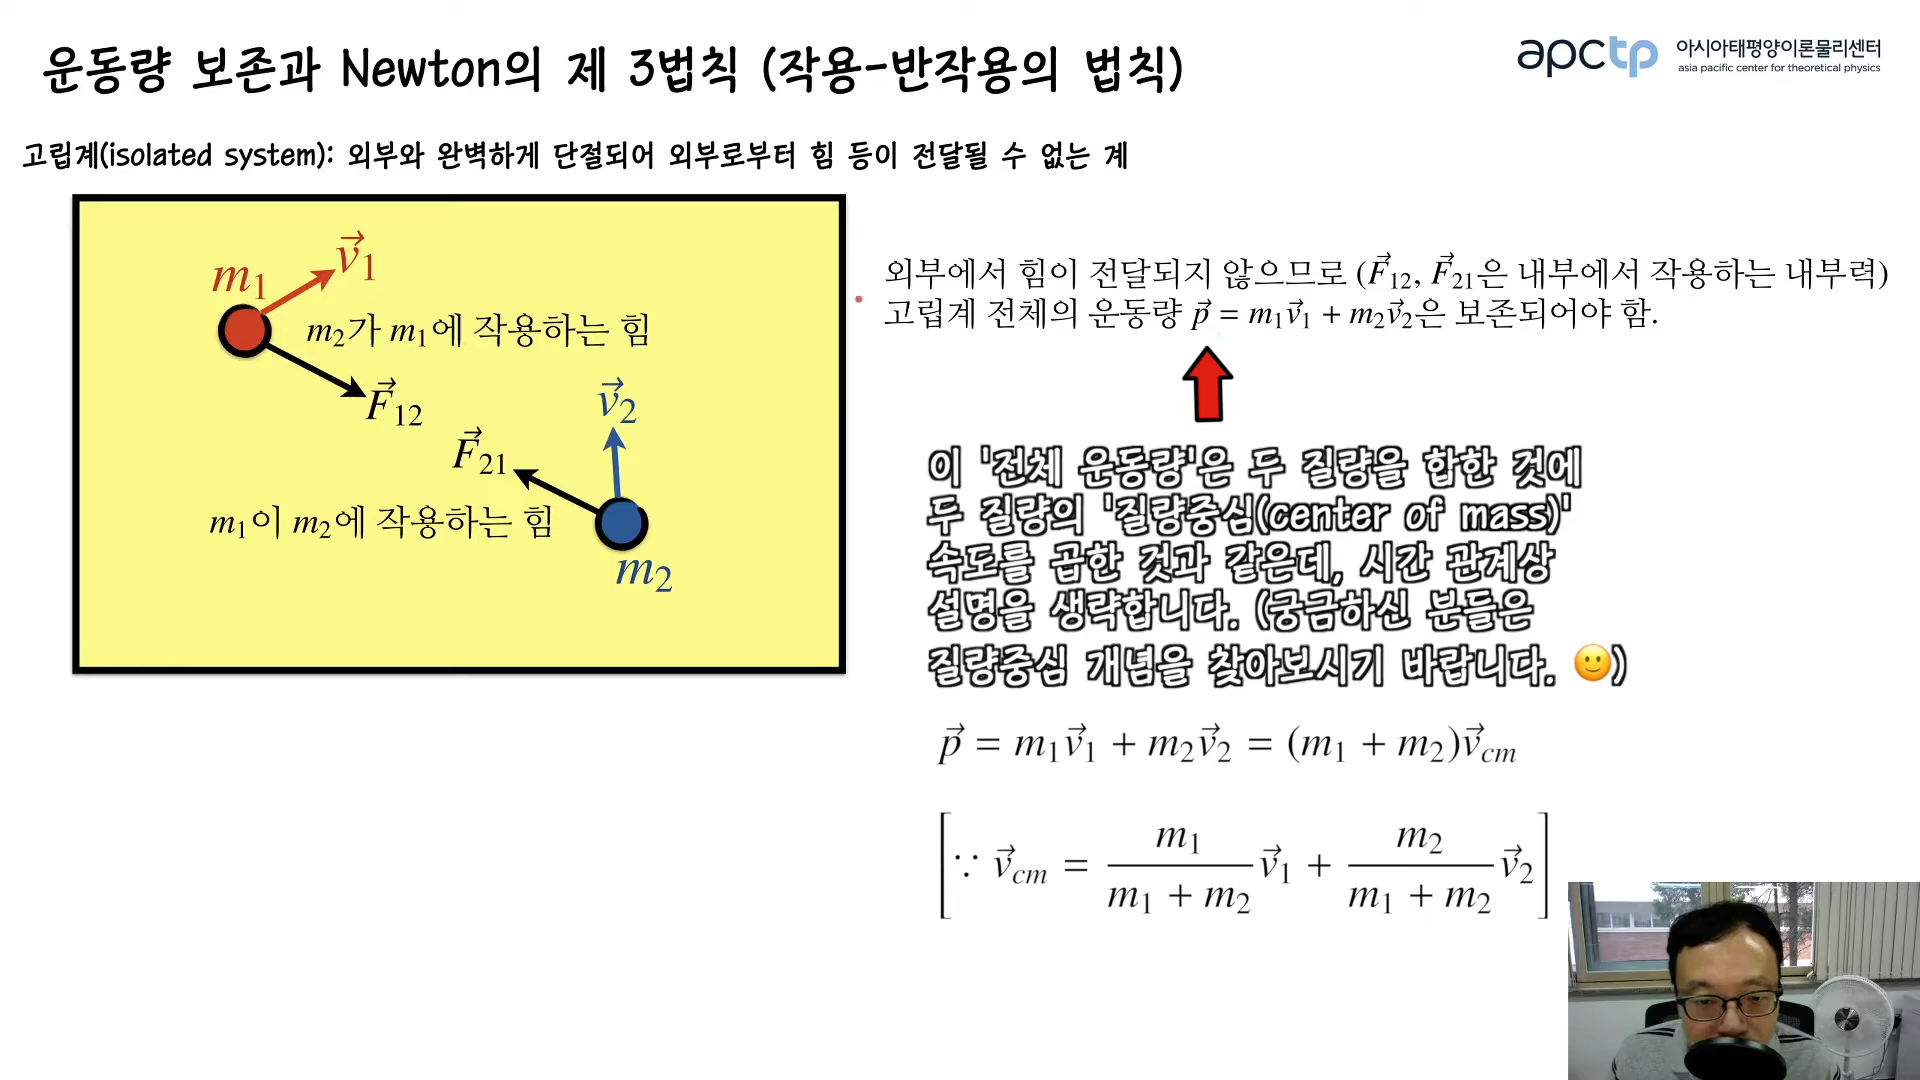 운동량 보존과 Newton의 제 3법칙 (작용-반작용의 법칙)
apctp 아시아태평양이론물리센터
asia pacific center for theoretical physics
고립계(isolated system): 외부와 완벽하게 단절되어 외부로부터 힘 등이 전달될 수 없는 계
m₁
v⃗₁
m₂가 m₁에 작용하는 힘
F⃗₁₂
v⃗₂
F⃗₂₁
m₁이 m₂에 작용하는 힘
m₂
외부에서 힘이 전달되지 않으므로 (F⃗₁₂, F⃗₂₁은 내부에서 작용하는 내부력)
고립계 전체의 운동량 p⃗ = m₁v⃗₁ + m₂v⃗₂은 보존되어야 함.
이 '전체 운동량'은 두 질량을 합한 것에
두 질량의 '질량중심(center of mass)'
속도를 곱한 것과 같은데, 시간 관계상
설명을 생략합니다. (궁금하신 분들은
질량중심 개념을 찾아보시기 바랍니다. 🙂)
p⃗ = m₁v⃗₁ + m₂v⃗₂ = (m₁ + m₂)v⃗cm
[∵ v⃗cm = m₁/(m₁ + m₂) v⃗₁ + m₂/(m₁ + m₂) v⃗₂]